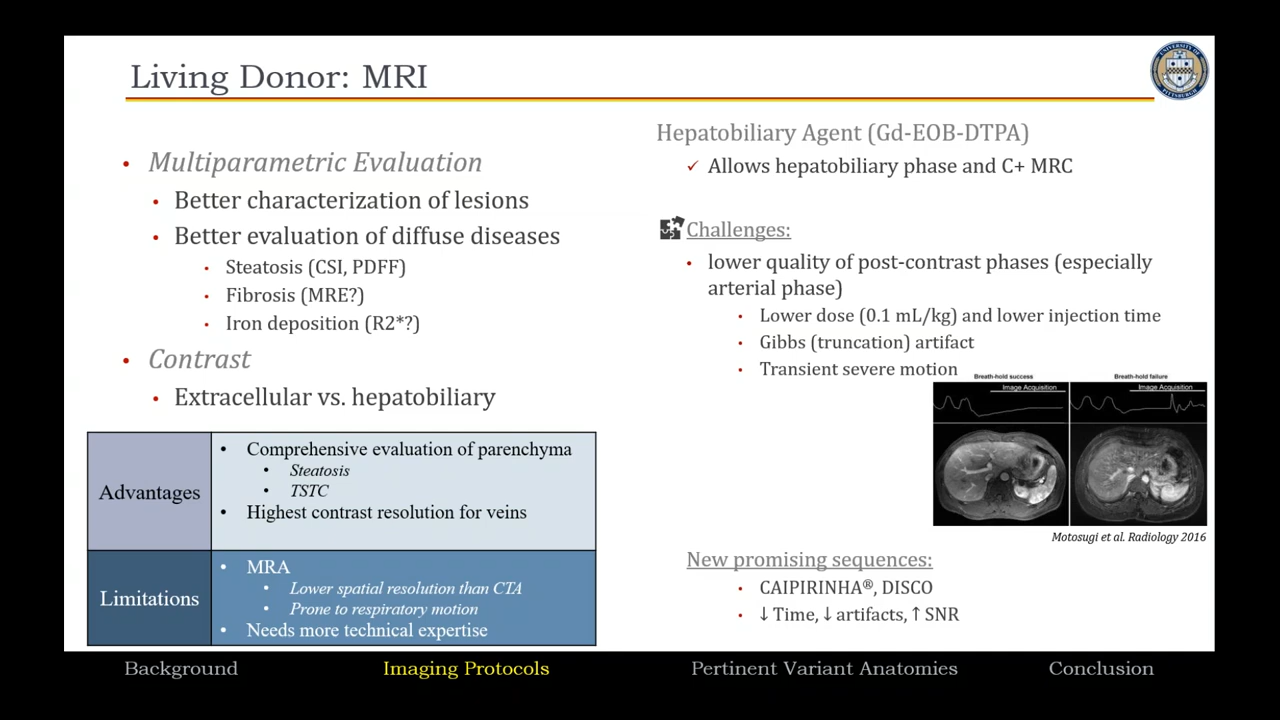 Living Donor: MRI
UNIVERSITY OF PITTSBURGH
• Multiparametric Evaluation
• Better characterization of lesions
• Better evaluation of diffuse diseases
• Steatosis (CSI, PDFF)
• Fibrosis (MRE?)
• Iron deposition (R2*?)
• Contrast
• Extracellular vs. hepatobiliary
Advantages
• Comprehensive evaluation of parenchyma
• Steatosis
• TSTC
• Highest contrast resolution for veins
Limitations
• MRA
• Lower spatial resolution than CTA
• Prone to respiratory motion
• Needs more technical expertise
Hepatobiliary Agent (Gd-EOB-DTPA)
✓ Allows hepatobiliary phase and C+ MRC
Challenges:
• lower quality of post-contrast phases (especially
arterial phase)
• Lower dose (0.1 mL/kg) and lower injection time
• Gibbs (truncation) artifact
• Transient severe motion
Breath-hold success
Image Acquisition
Breath-hold failure
Image Acquisition
Motosugi et al. Radiology 2016
New promising sequences:
• CAIPIRINHA®, DISCO
• ↓ Time, ↓ artifacts, ↑ SNR
Background
Imaging Protocols
Pertinent Variant Anatomies
Conclusion